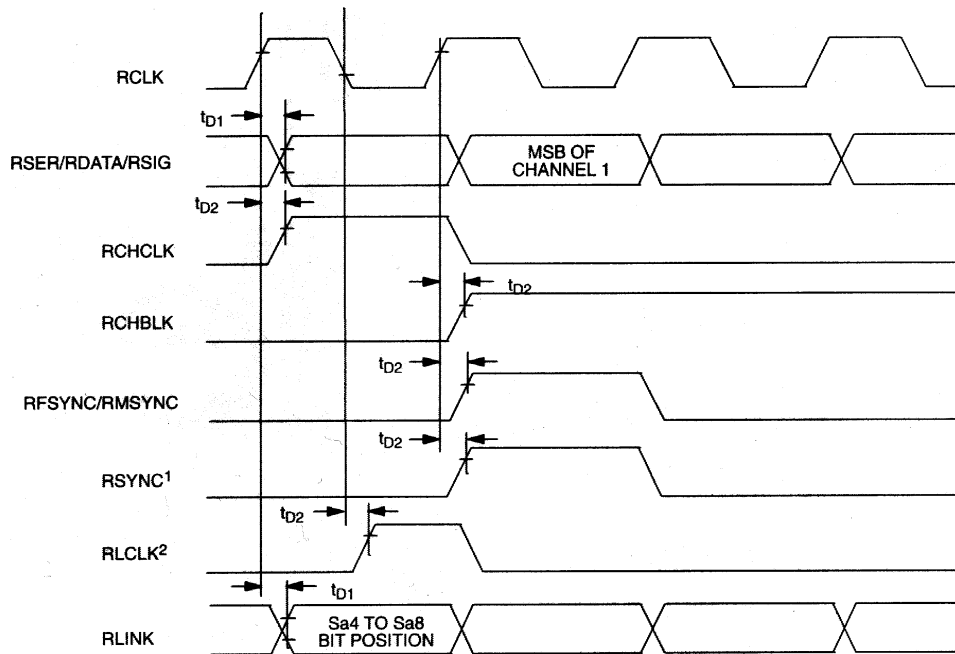 RCLK
tD1
RSER/RDATA/RSIG
MSB OF
CHANNEL 1
tD2
RCHCLK
tD2
RCHBLK
tD2
RFSYNC/RMSYNC
tD2
RSYNC1
tD2
RLCLK2
tD1
RLINK
Sa4 TO Sa8
BIT POSITION